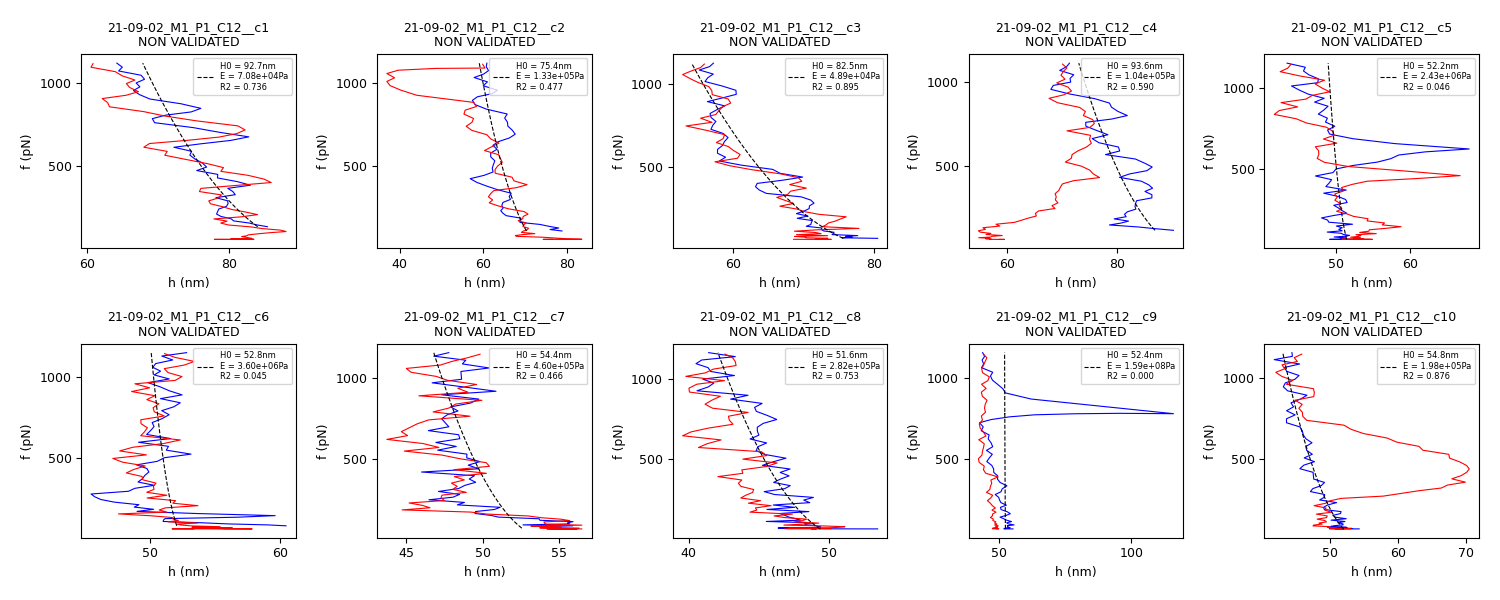 21-09-02_M1_P1_C12__c1
NON VALIDATED
H0 = 92.7nm
E = 7.08e+04Pa
R2 = 0.736
1000
500
f (pN)
60 80
h (nm)
21-09-02_M1_P1_C12__c2
NON VALIDATED
H0 = 75.4nm
E = 1.33e+05Pa
R2 = 0.477
1000
500
f (pN)
40 60 80
h (nm)
21-09-02_M1_P1_C12__c3
NON VALIDATED
H0 = 82.5nm
E = 4.89e+04Pa
R2 = 0.895
1000
500
f (pN)
60 80
h (nm)
21-09-02_M1_P1_C12__c4
NON VALIDATED
H0 = 93.6nm
E = 1.04e+05Pa
R2 = 0.590
1000
500
f (pN)
60 80
h (nm)
21-09-02_M1_P1_C12__c5
NON VALIDATED
H0 = 52.2nm
E = 2.43e+06Pa
R2 = 0.046
1000
500
f (pN)
50 60
h (nm)
21-09-02_M1_P1_C12__c6
NON VALIDATED
H0 = 52.8nm
E = 3.60e+06Pa
R2 = 0.045
1000
500
f (pN)
50 60
h (nm)
21-09-02_M1_P1_C12__c7
NON VALIDATED
H0 = 54.4nm
E = 4.60e+05Pa
R2 = 0.466
1000
500
f (pN)
45 50 55
h (nm)
21-09-02_M1_P1_C12__c8
NON VALIDATED
H0 = 51.6nm
E = 2.82e+05Pa
R2 = 0.753
1000
500
f (pN)
40 50
h (nm)
21-09-02_M1_P1_C12__c9
NON VALIDATED
H0 = 52.4nm
E = 1.59e+08Pa
R2 = 0.000
1000
500
f (pN)
50 100
h (nm)
21-09-02_M1_P1_C12__c10
NON VALIDATED
H0 = 54.8nm
E = 1.98e+05Pa
R2 = 0.876
1000
500
f (pN)
50 60 70
h (nm)